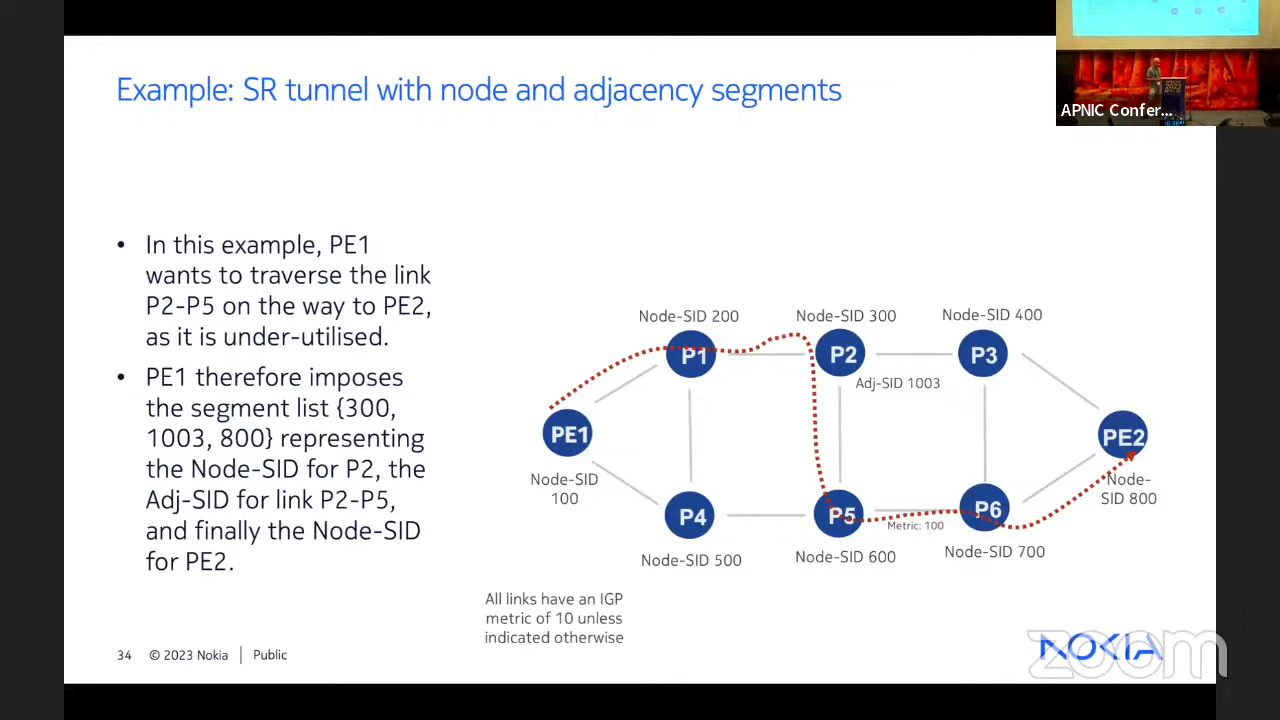 Example: SR tunnel with node and adjacency segments
APNIC Confer...
• In this example, PE1
wants to traverse the link
P2-P5 on the way to PE2,
as it is under-utilised.
• PE1 therefore imposes
the segment list {300,
1003, 800} representing
the Node-SID for P2, the
Adj-SID for link P2-P5,
and finally the Node-SID
for PE2.
Node-SID 200
Node-SID 300
Node-SID 400
P1
P2
P3
Adj-SID 1003
PE1
PE2
Node-SID
100
Node-
SID 800
P4
P5
P6
Metric: 100
Node-SID 500
Node-SID 600
Node-SID 700
All links have an IGP
metric of 10 unless
indicated otherwise
34 © 2023 Nokia | Public
NOKIA
zoom